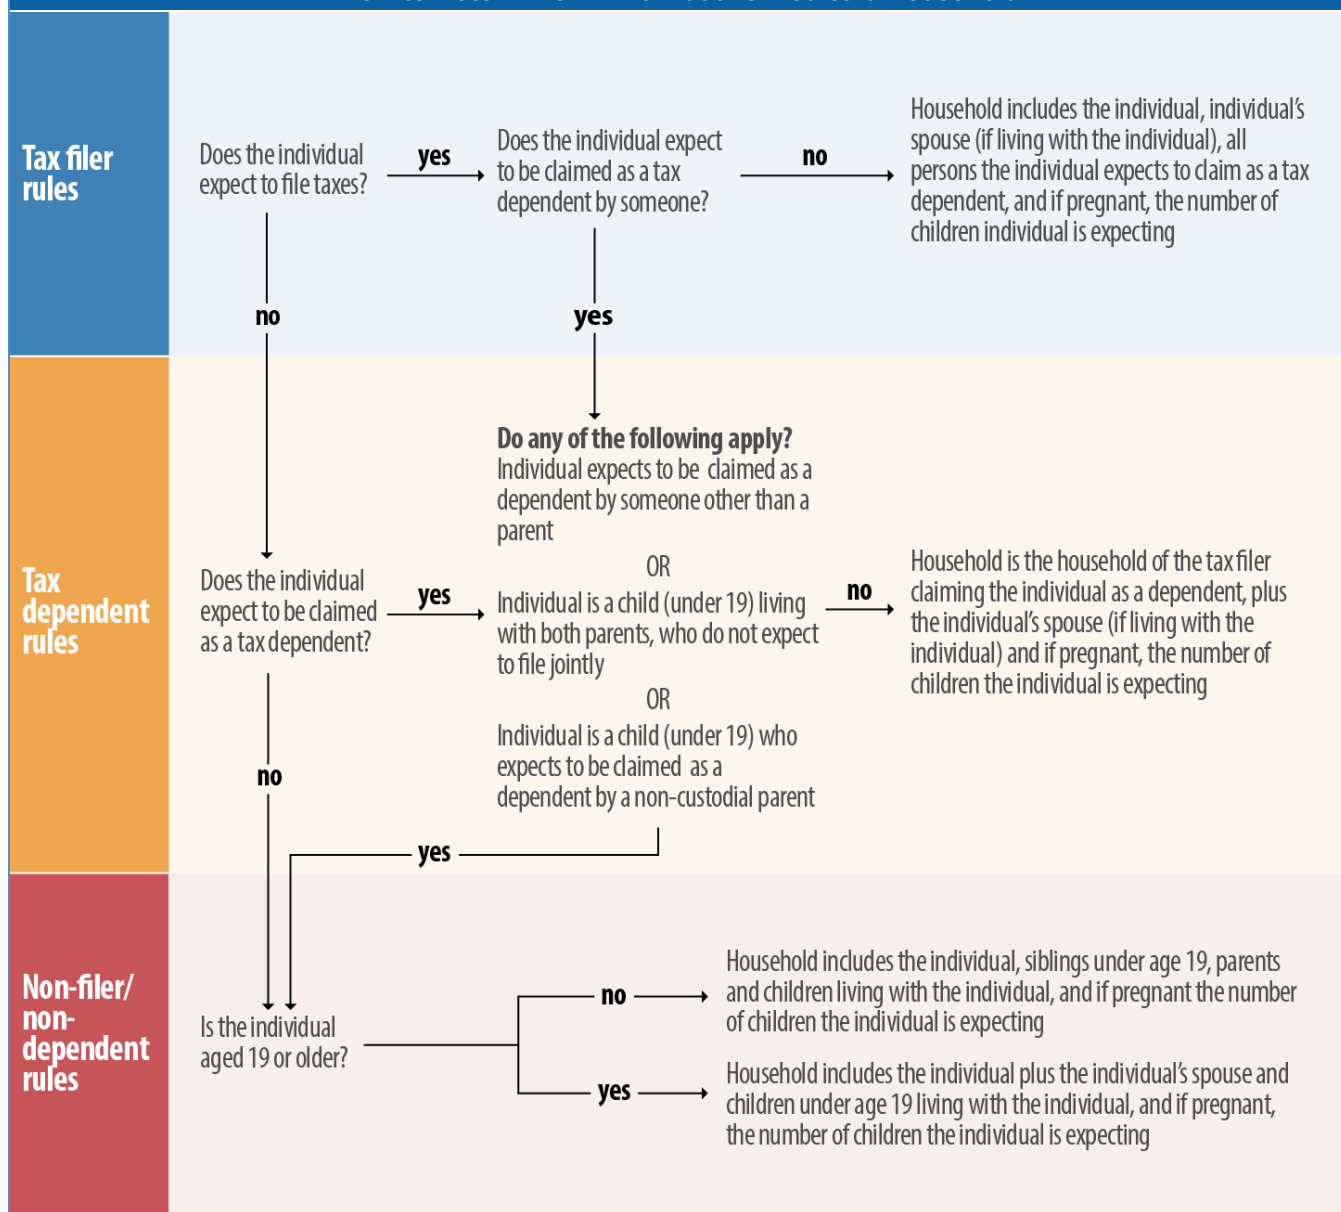 Tax filer
rules
Does the individual
expect to file taxes?
yes
Does the individual expect
to be claimed as a tax
dependent by someone?
no
Household includes the individual, individual’s
spouse (if living with the individual), all
persons the individual expects to claim as a tax
dependent, and if pregnant, the number of
children individual is expecting
no
yes
Tax
dependent
rules
Does the individual
expect to be claimed
as a tax dependent?
yes
Do any of the following apply?
Individual expects to be claimed as a
dependent by someone other than a
parent
OR
Individual is a child (under 19) living
with both parents, who do not expect
to file jointly
OR
Individual is a child (under 19) who
expects to be claimed as a
dependent by a non-custodial parent
no
Household is the household of the tax filer
claiming the individual as a dependent, plus
the individual’s spouse (if living with the
individual) and if pregnant, the number of
children the individual is expecting
no
yes
Non-filer/
non-
dependent
rules
Is the individual
aged 19 or older?
no
Household includes the individual, siblings under age 19, parents
and children living with the individual, and if pregnant the number
of children the individual is expecting
yes
Household includes the individual plus the individual’s spouse and
children under age 19 living with the individual, and if pregnant,
the number of children the individual is expecting